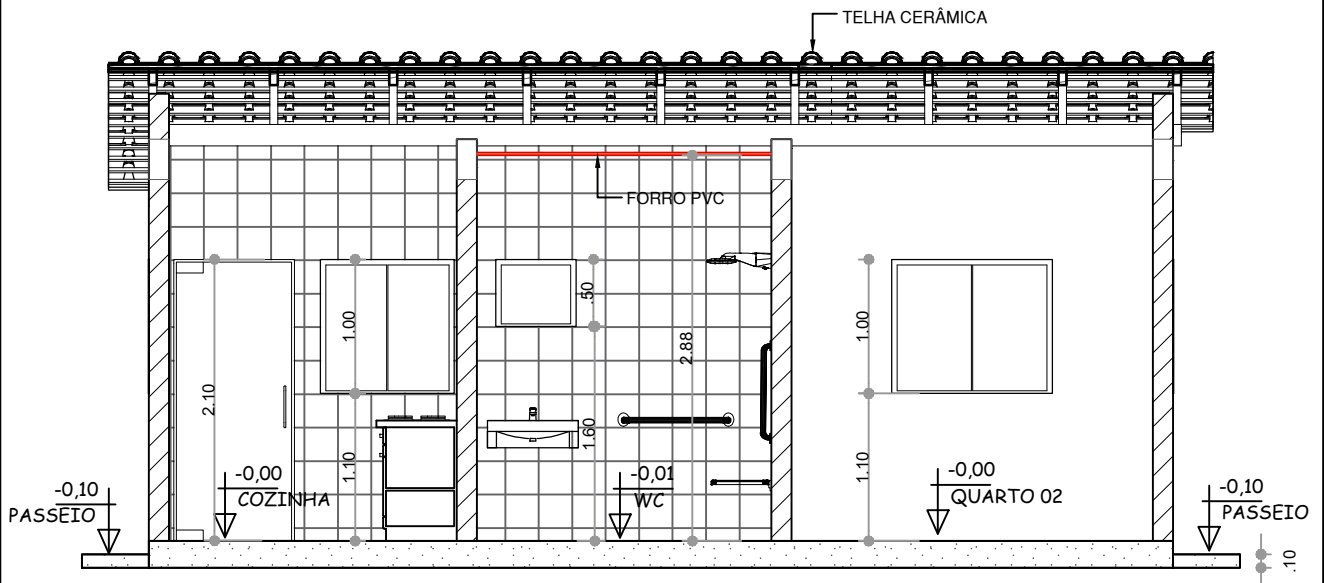 TELHA CERÂMICA
FORRO PVC
.50
1.00
2.88
1.00
2.10
1.60
1.10
1.10
-0,00
COZINHA
-0,01
WC
-0,00
QUARTO 02
-0,10
PASSEIO
-0,10
PASSEIO
.10